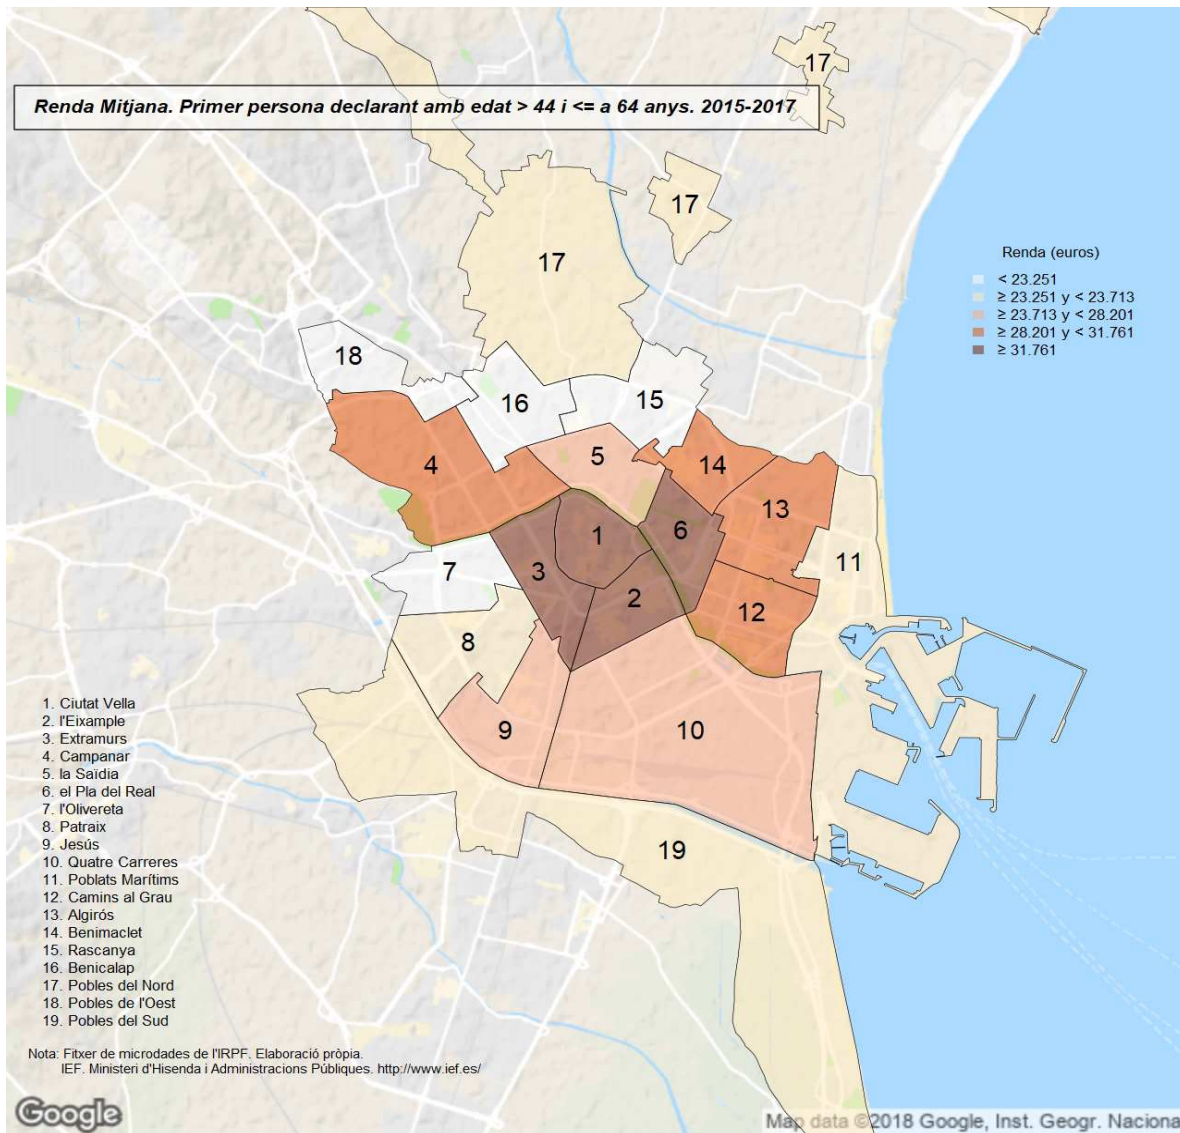 17
Renda Mitjana. Primer persona declarant amb edat > 44 i <= a 64 anys. 2015-2017
17
17
Renda (euros)
< 23.251
≥ 23.251 y < 23.713
≥ 23.713 y < 28.201
≥ 28.201 y < 31.761
≥ 31.761
18
16
15
5
4
14
13
6
1
11
7
3
2
12
8
9
10
19
1. Ciutat Vella
2. l'Eixample
3. Extramurs
4. Campanar
5. la Saïdia
6. el Pla del Real
7. l'Olivereta
8. Patraix
9. Jesús
10. Quatre Carreres
11. Poblats Marítims
12. Camins al Grau
13. Algirós
14. Benimaclet
15. Rascanya
16. Benicalap
17. Pobles del Nord
18. Pobles de l'Oest
19. Pobles del Sud
Nota: Fitxer de microdades de l'IRPF. Elaboració pròpia.
IEF. Ministeri d'Hisenda i Administracions Públiques. http://www.ief.es/
Google
Map data ©2018 Google, Inst. Geogr. Naciona